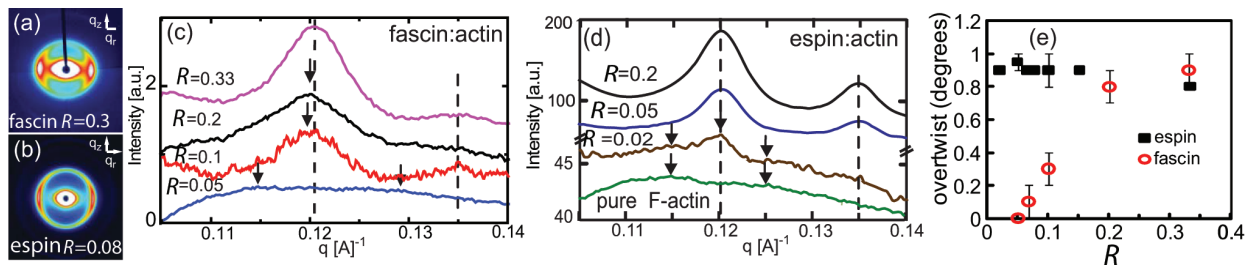 (a)
q_z
q_r
fascin R=0.3
(b)
q_z
q_r
espin R=0.08
(c)
fascin:actin
Intensity [a.u.]
2
0
R=0.33
R=0.2
R=0.1
R=0.05
0.11
0.12
0.13
0.14
q [A]⁻¹
(d)
espin:actin
Intensity [a.u.]
200
100
45
40
R=0.2
R=0.05
R=0.02
pure F-actin
0.11
0.12
0.13
0.14
q [A]⁻¹
(e)
overtwist (degrees)
1.2
1
0.8
0.6
0.4
0.2
0
espin
fascin
0
0.1
0.2
0.3
0.4
R